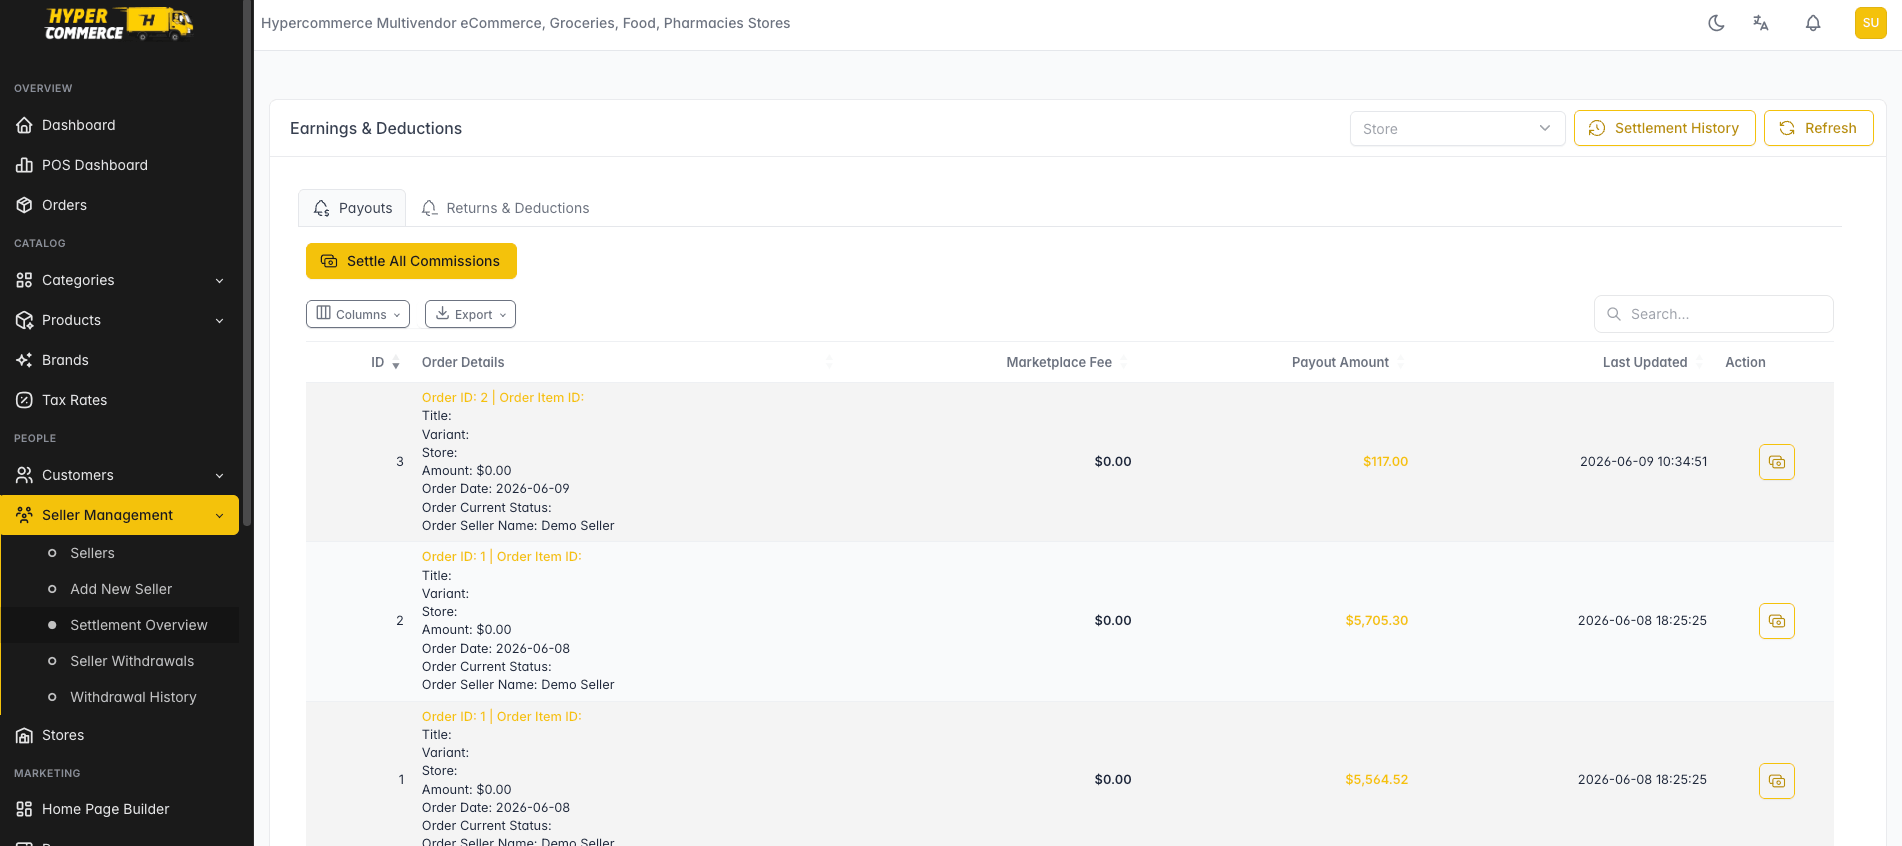 HYPER
COMMERCE
H
Hypercommerce Multivendor eCommerce, Groceries, Food, Pharmacies Stores
SU
OVERVIEW
Dashboard
POS Dashboard
Orders
CATALOG
Categories
Products
Brands
Tax Rates
PEOPLE
Customers
Seller Management
Sellers
Add New Seller
Settlement Overview
Seller Withdrawals
Withdrawal History
Stores
MARKETING
Home Page Builder
Earnings & Deductions
Store
Settlement History
Refresh
Payouts
Returns & Deductions
Settle All Commissions
Columns
Export
Search...
ID Order Details Marketplace Fee Payout Amount Last Updated Action
Order ID: 2 | Order Item ID:
Title:
Variant:
Store:
3 $0.00 $117.00 2026-06-09 10:34:51
Amount: $0.00
Order Date: 2026-06-09
Order Current Status:
Order Seller Name: Demo Seller
Order ID: 1 | Order Item ID:
Title:
Variant:
Store:
2 $0.00 $5,705.30 2026-06-08 18:25:25
Amount: $0.00
Order Date: 2026-06-08
Order Current Status:
Order Seller Name: Demo Seller
Order ID: 1 | Order Item ID:
Title:
Variant:
Store:
1 $0.00 $5,564.52 2026-06-08 18:25:25
Amount: $0.00
Order Date: 2026-06-08
Order Current Status:
Order Seller Name: Demo Seller